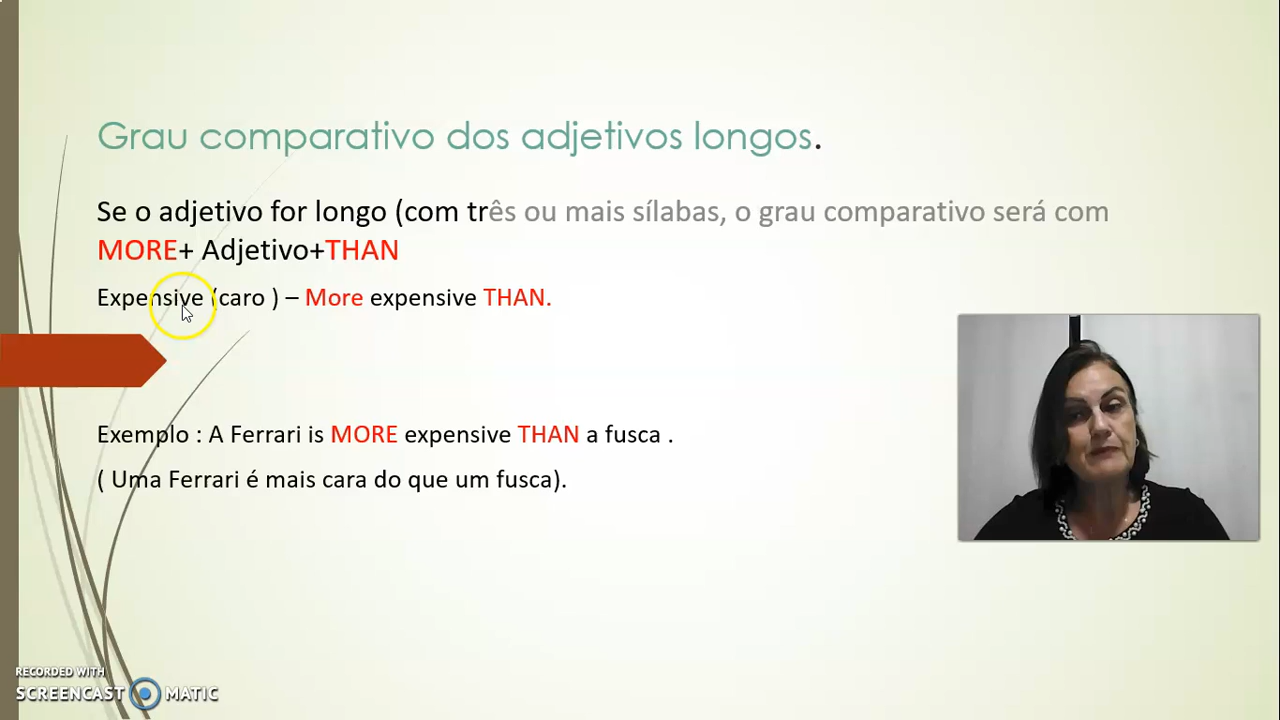 Grau comparativo dos adjetivos longos.
Se o adjetivo for longo (com três ou mais sílabas, o grau comparativo será com
MORE+ Adjetivo+THAN
Expensive (caro ) – More expensive THAN.
Exemplo : A Ferrari is MORE expensive THAN a fusca .
( Uma Ferrari é mais cara do que um fusca).
RECORDED WITH
SCREENCAST MATIC